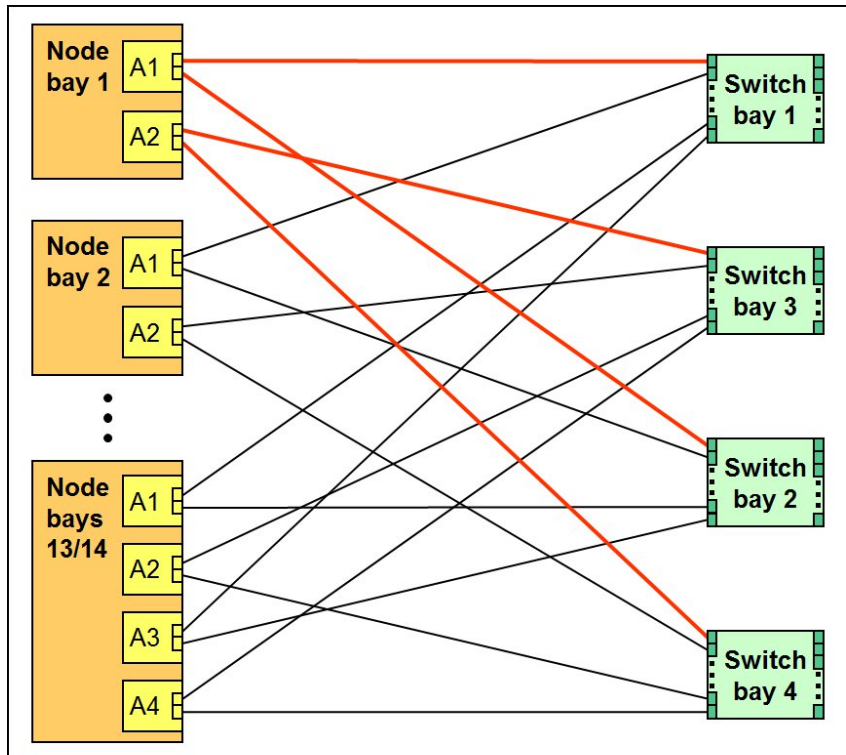 Node
bay 1
A1
A2
Node
bay 2
A1
A2
Node
bays
13/14
A1
A2
A3
A4
Switch
bay 1
Switch
bay 3
Switch
bay 2
Switch
bay 4